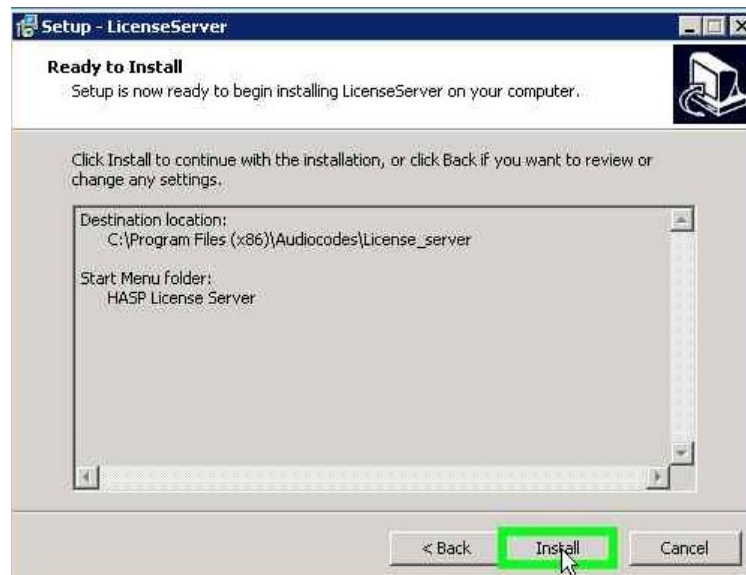 Setup - LicenseServer
Ready to Install
Setup is now ready to begin installing LicenseServer on your computer.
Click Install to continue with the installation, or click Back if you want to review or
change any settings.
Destination location:
C:\Program Files (x86)\Audiocodes\License_server
Start Menu folder:
HASP License Server
< Back
Install
Cancel